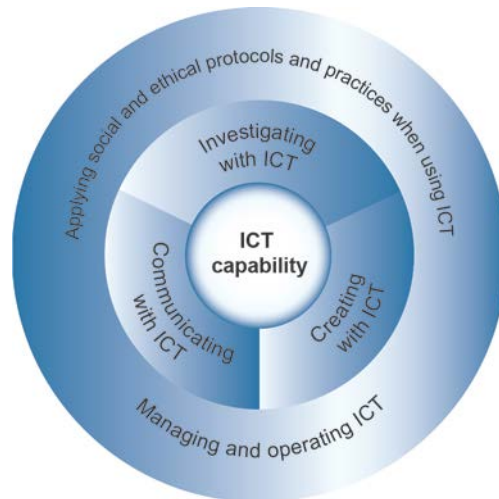 Applying social and ethical protocols and practices when using ICT
Investigating
with ICT
ICT
capability
Communicating
with ICT
Creating
with ICT
Managing and operating ICT